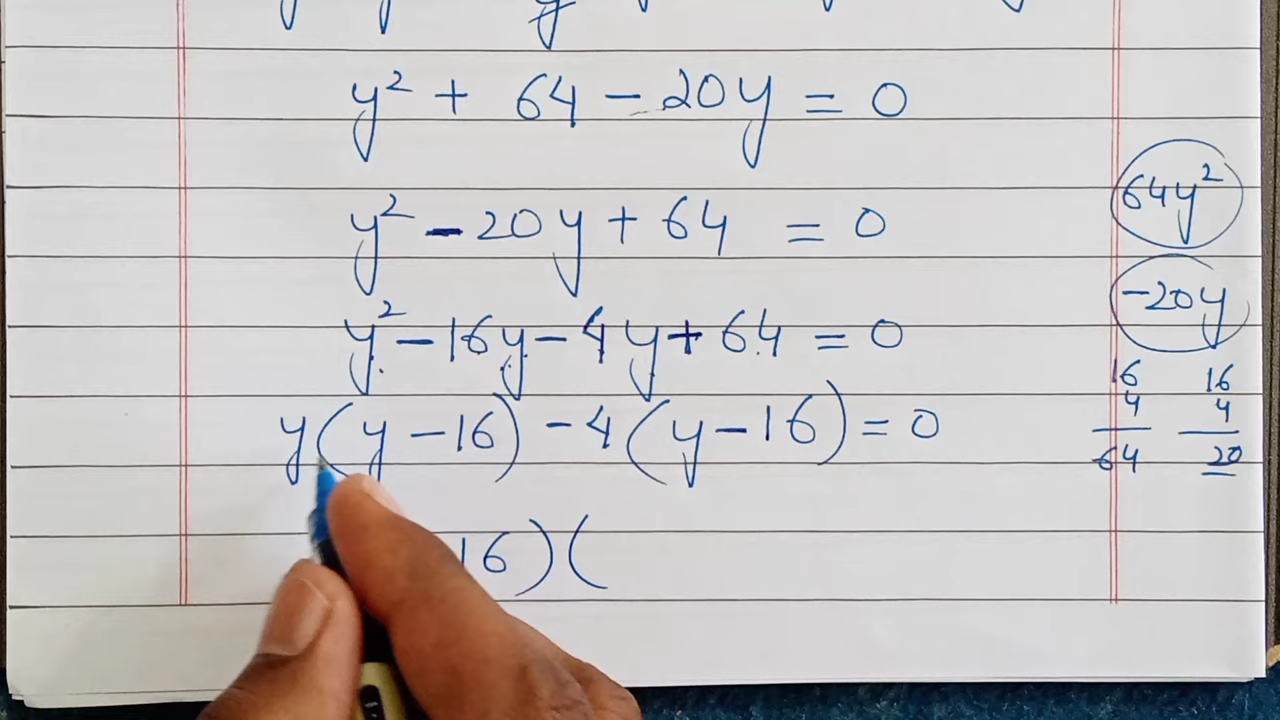 y² + 64 - 20y = 0
y² - 20y + 64 = 0
y² - 16y - 4y + 64 = 0
y(y - 16) - 4(y - 16) = 0
16)(
64y²
-20y
16 16
4 4
64 20